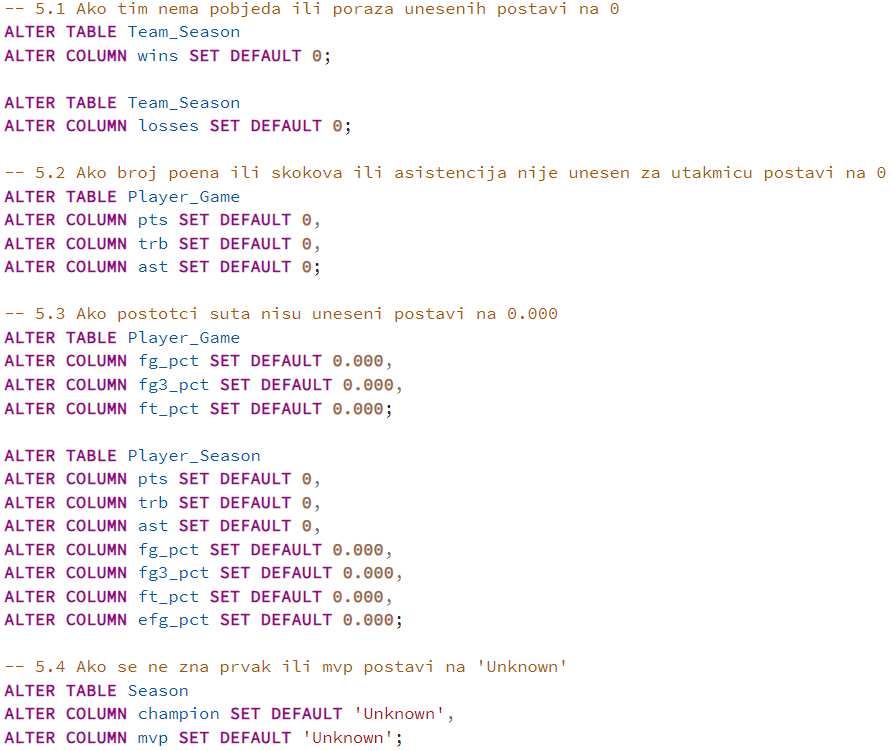 -- 5.1 Ako tim nema pobjeda ili poraza unesenih postavi na 0
ALTER TABLE Team_Season
ALTER COLUMN wins SET DEFAULT 0;

ALTER TABLE Team_Season
ALTER COLUMN losses SET DEFAULT 0;

-- 5.2 Ako broj poena ili skokova ili asistencija nije unesen za utakmicu postavi na 0
ALTER TABLE Player_Game
ALTER COLUMN pts SET DEFAULT 0,
ALTER COLUMN trb SET DEFAULT 0,
ALTER COLUMN ast SET DEFAULT 0;

-- 5.3 Ako postotci suta nisu uneseni postavi na 0.000
ALTER TABLE Player_Game
ALTER COLUMN fg_pct SET DEFAULT 0.000,
ALTER COLUMN fg3_pct SET DEFAULT 0.000,
ALTER COLUMN ft_pct SET DEFAULT 0.000;

ALTER TABLE Player_Season
ALTER COLUMN pts SET DEFAULT 0,
ALTER COLUMN trb SET DEFAULT 0,
ALTER COLUMN ast SET DEFAULT 0,
ALTER COLUMN fg_pct SET DEFAULT 0.000,
ALTER COLUMN fg3_pct SET DEFAULT 0.000,
ALTER COLUMN ft_pct SET DEFAULT 0.000,
ALTER COLUMN efg_pct SET DEFAULT 0.000;

-- 5.4 Ako se ne zna prvak ili mvp postavi na 'Unknown'
ALTER TABLE Season
ALTER COLUMN champion SET DEFAULT 'Unknown',
ALTER COLUMN mvp SET DEFAULT 'Unknown';